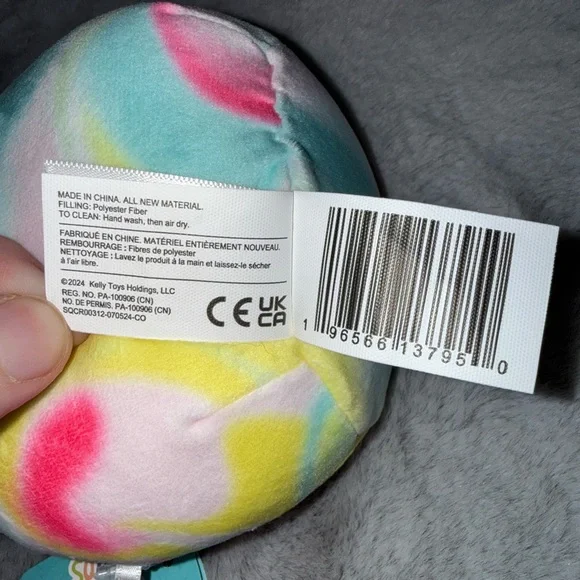 MADE IN CHINA. ALL NEW MATERIAL.
FILLING: Polyester Fiber
TO CLEAN: Hand wash, then air dry.
FABRIQUÉ EN CHINE. MATÉRIEL ENTIÈREMENT NOUVEAU.
REMBOURRAGE : Fibres de polyester
NETTOYAGE : Lavez le produit à la main et laissez-le sécher
à l'air libre.
©2024 Kelly Toys Holdings, LLC
REG. NO. PA-100906 (CN)
NO. DE PERMIS. PA-100906 (CN)
SQCR00312-070524-CO
CE UK
CA
1 96566 13795 0